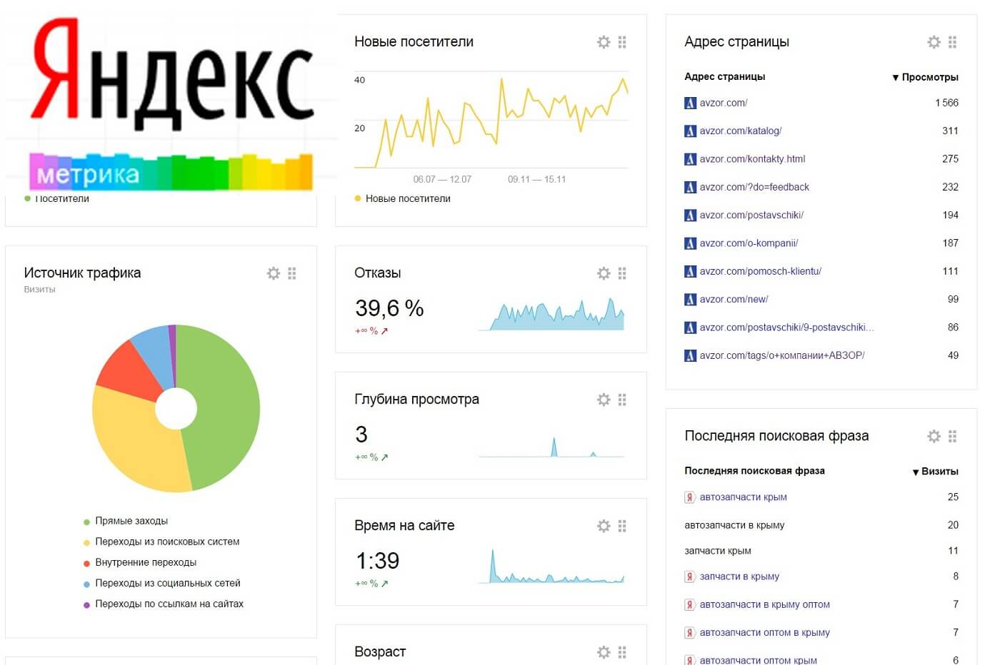 Яндекс
метрика
Посетители
Источник трафика
Визиты
Прямые заходы
Переходы из поисковых систем
Внутренние переходы
Переходы из социальных сетей
Переходы по ссылкам на сайтах
Новые посетители
40
20
06.07 — 12.07
09.11 — 15.11
Новые посетители
Отказы
39,6 %
+∞ % ↗
Глубина просмотра
3
+∞ % ↗
Время на сайте
1:39
+∞ % ↗
Возраст
Адрес страницы
Адрес страницы ▼ Просмотры
avzor.com/ 1 566
avzor.com/katalog/ 311
avzor.com/kontakty.html 275
avzor.com/?do=feedback 232
avzor.com/postavschiki/ 194
avzor.com/o-kompanii/ 187
avzor.com/pomosch-klientu/ 111
avzor.com/new/ 99
avzor.com/postavschiki/9-postavschiki... 86
avzor.com/tags/о+компании+АВЗОР/ 49
Последняя поисковая фраза
Последняя поисковая фраза ▼ Визиты
Я автозапчасти крым 25
автозапчасти в крыму 20
запчасти крым 11
Я запчасти в крыму 8
Я автозапчасти в крыму оптом 7
Я автозапчасти оптом в крыму 7
Я автозапчасти оптом крым 6